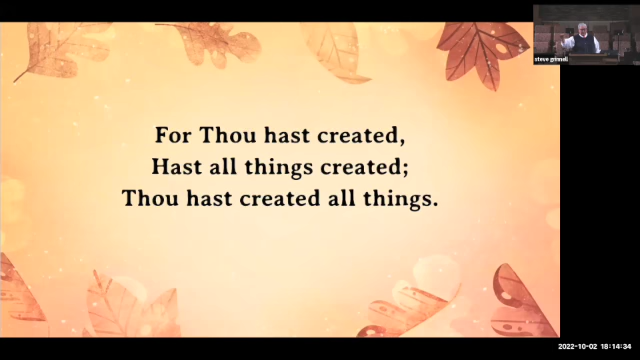 steve grinnell
For Thou hast created,
Hast all things created;
Thou hast created all things.
2022-10-02 18:14:34